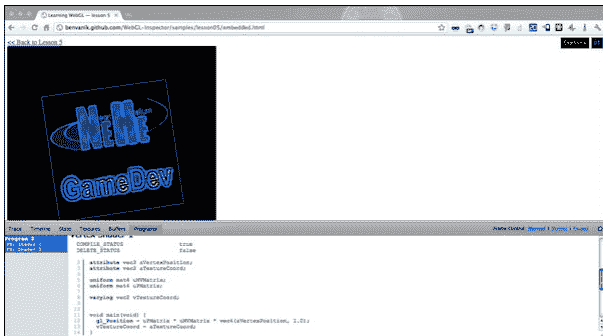 Learning WebGL — lesson 5
benvanik.github.com/WebGL-Inspector/samples/lesson05/embedded.html
<< Back to Lesson 5
Capture UI
NeHe
GameDev
Trace Timeline State Textures Buffers Programs
Program 2
COMPILE_STATUS true
DELETE_STATUS false
attribute vec3 aVertexPosition;
attribute vec2 aTextureCoord;
uniform mat4 uMVMatrix;
uniform mat4 uPMatrix;
varying vec2 vTextureCoord;
void main(void) {
gl_Position = uPMatrix * uMVMatrix * vec4(aVertexPosition, 1.0);
vTextureCoord = aTextureCoord;
}